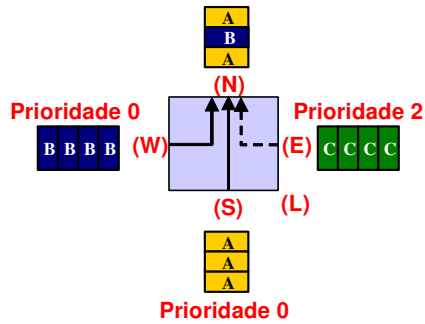 A
B
A
(N)
Prioridade 0
Prioridade 2
B B B B
(W)
(E)
C C C C
(S)
(L)
A
A
A
Prioridade 0